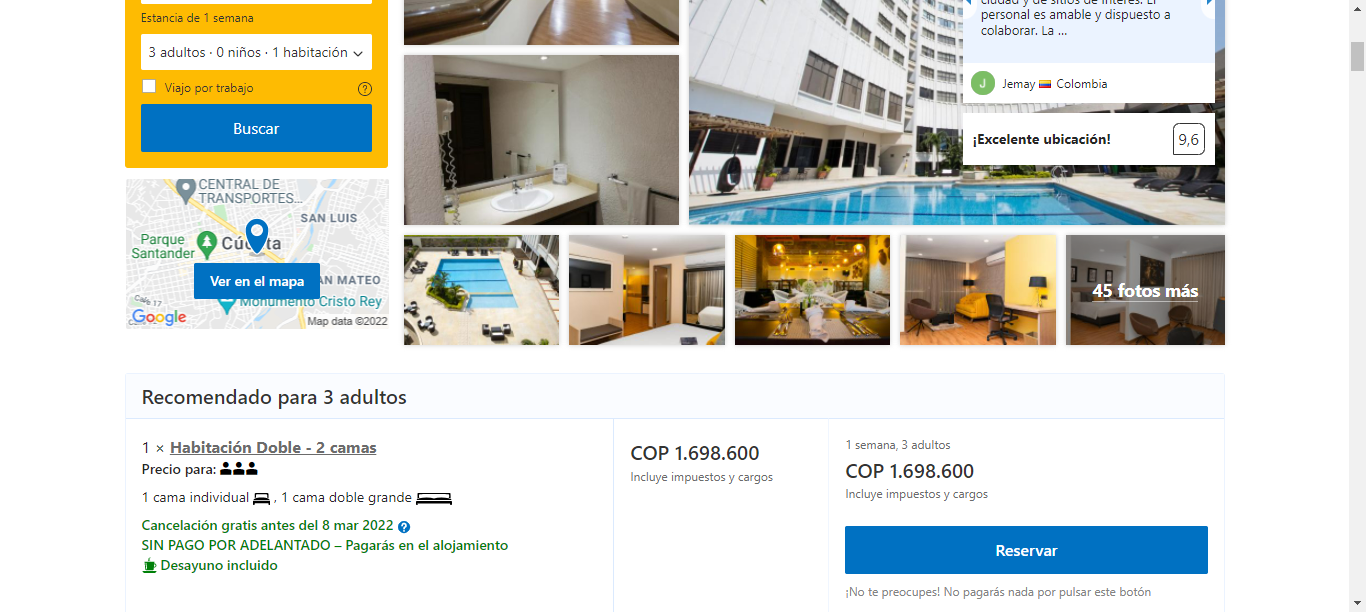 Estancia de 1 semana
3 adultos · 0 niños · 1 habitación
Viajo por trabajo
?
Buscar
CENTRAL DE
TRANSPORTES...
SAN LUIS
Parque
Santander
Ver en el mapa
AN MATEO
Monumento Cristo Rey
Google
Map data ©2022
ciudad y de sitios de interés. El
personal es amable y dispuesto a
colaborar. La ...
J
Jemay Colombia
¡Excelente ubicación! 9,6
45 fotos más
Recomendado para 3 adultos
1 × Habitación Doble - 2 camas
Precio para:
1 cama individual , 1 cama doble grande
Cancelación gratis antes del 8 mar 2022 ?
SIN PAGO POR ADELANTADO – Pagarás en el alojamiento
Desayuno incluido
COP 1.698.600
Incluye impuestos y cargos
1 semana, 3 adultos
COP 1.698.600
Incluye impuestos y cargos
Reservar
¡No te preocupes! No pagarás nada por pulsar este botón